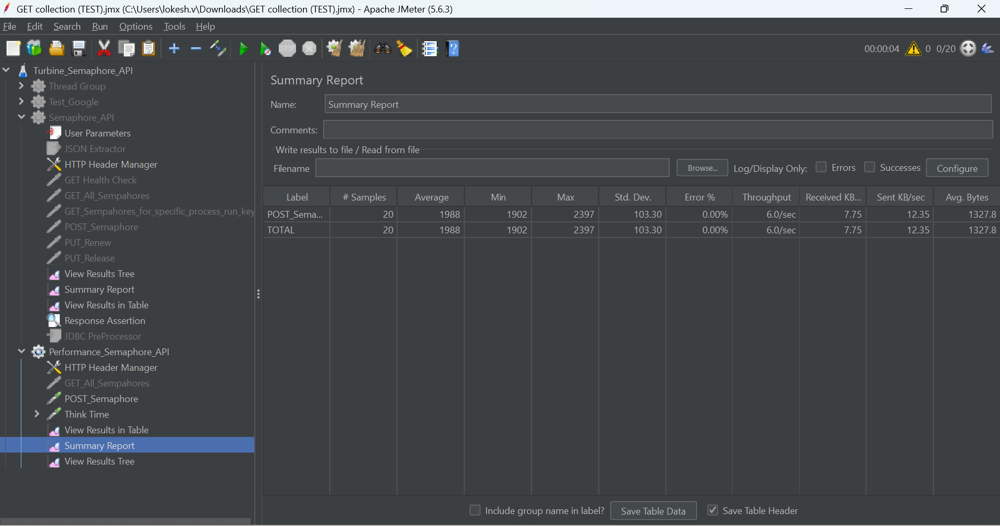 GET collection (TEST).jmx (C:\Users\lokesh.v\Downloads\GET collection (TEST).jmx) - Apache JMeter (5.6.3)
File Edit Search Run Options Tools Help
STOP ? 00:00:04 0 0/20
Turbine_Semaphore_API
Thread Group
Test_Google
Semaphore_API
User Parameters
JSON Extractor
HTTP Header Manager
GET Health Check
GET_All_Sempahores
GET_Sempahores_for_specific_process_run_key
POST_Semaphore
PUT_Renew
PUT_Release
View Results Tree
Summary Report
View Results in Table
Response Assertion
JDBC PreProcessor
Performance_Semaphore_API
HTTP Header Manager
GET_All_Sempahores
POST_Semaphore
Think Time
View Results in Table
Summary Report
View Results Tree
Summary Report
Name: Summary Report
Comments:
Write results to file / Read from file
Filename Browse... Log/Display Only: Errors Successes Configure
Label # Samples Average Min Max Std. Dev. Error % Throughput Received KB... Sent KB/sec Avg. Bytes
POST_Sema... 20 1988 1902 2397 103.30 0.00% 6.0/sec 7.75 12.35 1327.8
TOTAL 20 1988 1902 2397 103.30 0.00% 6.0/sec 7.75 12.35 1327.8
Include group name in label? Save Table Data Save Table Header